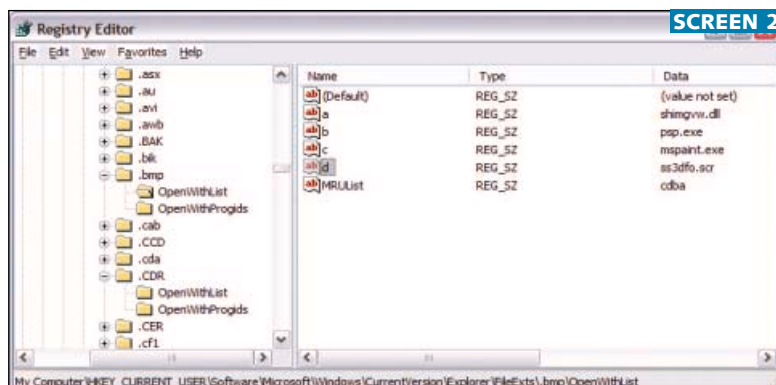 SCREEN 2
Registry Editor
File Edit View Favorites Help
.asx
.au
.avi
.awb
.BAK
.bik
.bmp
OpenWithList
OpenWithProgids
.cab
.CCD
.cda
.CDR
OpenWithList
OpenWithProgids
.CER
.cf1
Name Type Data
(Default) REG_SZ (value not set)
a REG_SZ shimgvw.dll
b REG_SZ psp.exe
c REG_SZ mspaint.exe
d REG_SZ ss3dfo.scr
MRUList REG_SZ cdba
My Computer\HKEY_CURRENT_USER\Software\Microsoft\Windows\CurrentVersion\Explorer\FileExts\.bmp\OpenWithList